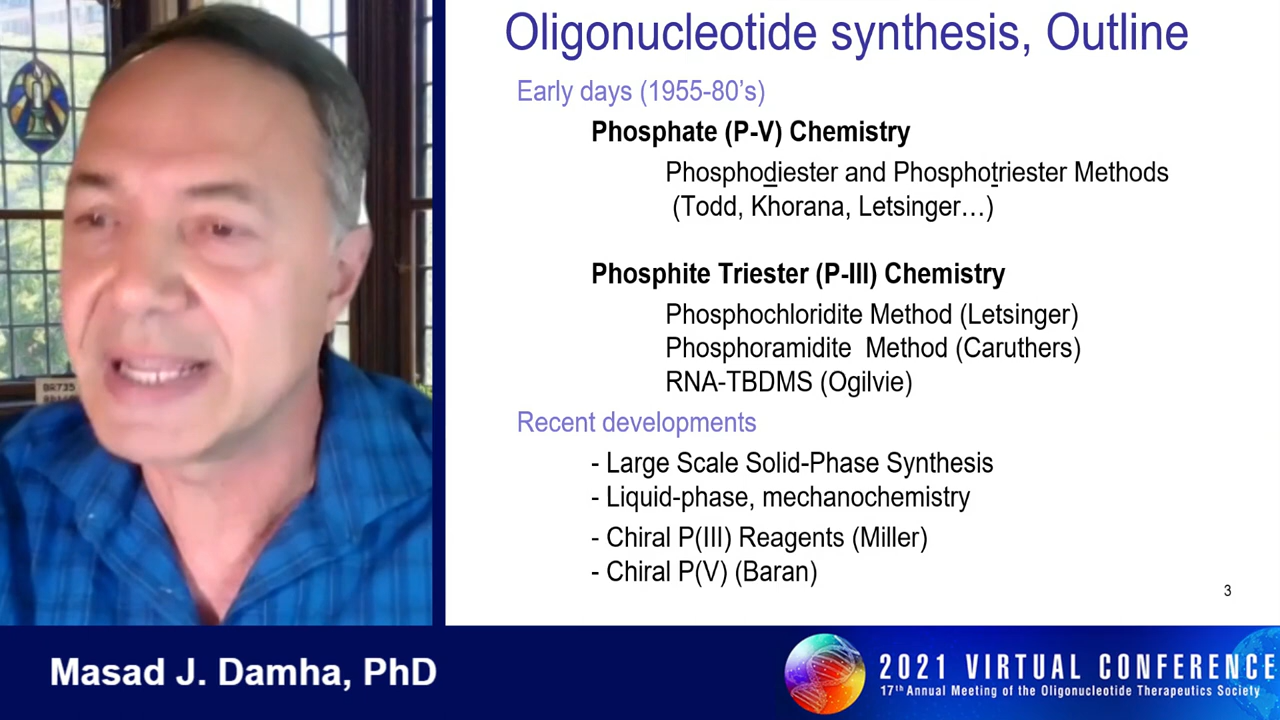 Oligonucleotide synthesis, Outline
Early days (1955-80's)
Phosphate (P-V) Chemistry
Phosphodiester and Phosphotriester Methods
(Todd, Khorana, Letsinger…)
Phosphite Triester (P-III) Chemistry
Phosphochloridite Method (Letsinger)
Phosphoramidite Method (Caruthers)
RNA-TBDMS (Ogilvie)
Recent developments
- Large Scale Solid-Phase Synthesis
- Liquid-phase, mechanochemistry
- Chiral P(III) Reagents (Miller)
- Chiral P(V) (Baran)
3
BR735
Masad J. Damha, PhD
2021 VIRTUAL CONFERENCE
17th Annual Meeting of the Oligonucleotide Therapeutics Society